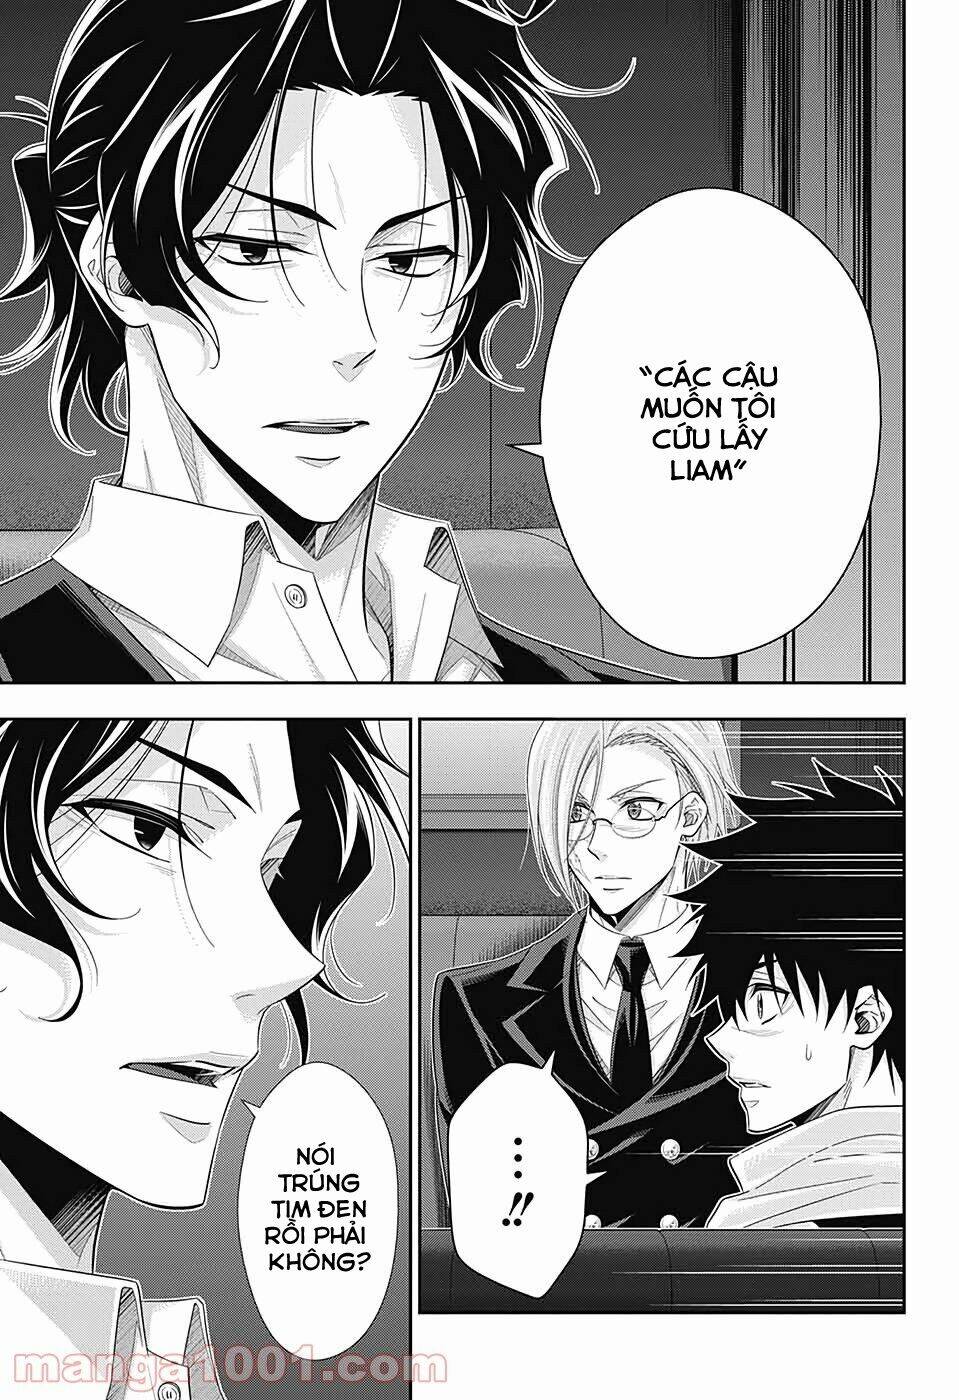 “CÁC CẬU
MUỐN TÔI
CỨU LẤY
LIAM”
...!!
NÓI
TRÚNG
TIM ĐEN
RỒI PHẢI
KHÔNG?
manga1001.com